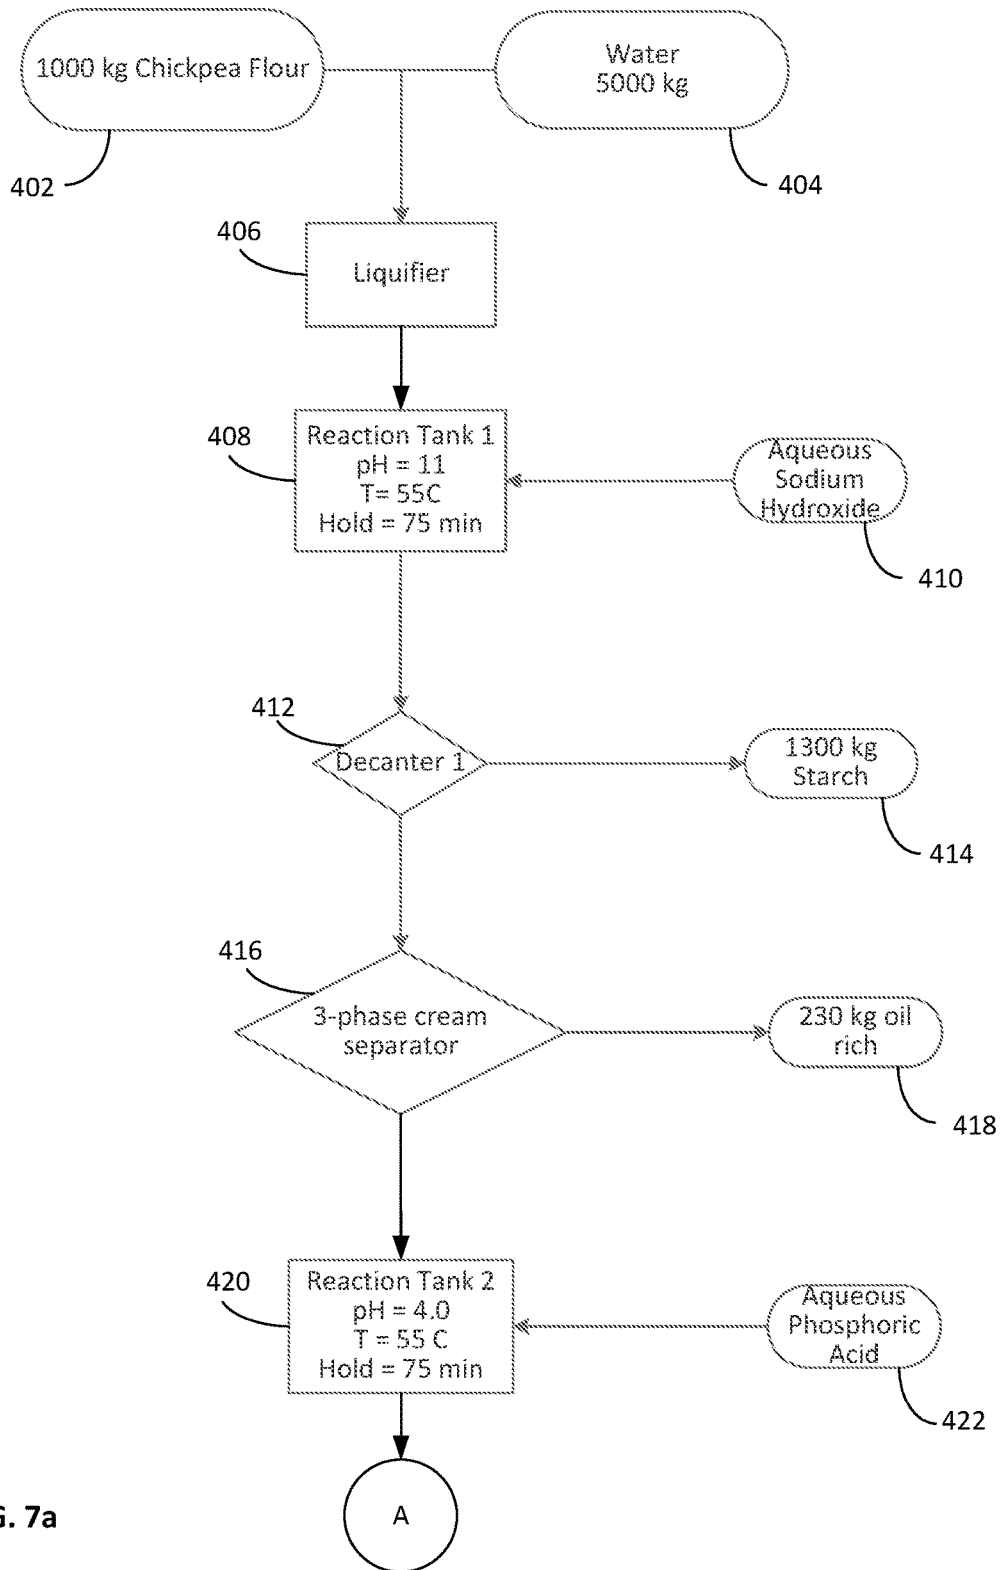 1000 kg Chickpea Flour
Water
5000 kg
402
404
406
Liquifier
408
Reaction Tank 1
pH = 11
T= 55C
Hold = 75 min
Aqueous
Sodium
Hydroxide
410
412
Decanter 1
1300 kg
Starch
414
416
3-phase cream
separator
230 kg oil
rich
418
420
Reaction Tank 2
pH = 4.0
T = 55 C
Hold = 75 min
Aqueous
Phosphoric
Acid
422
A
G. 7a